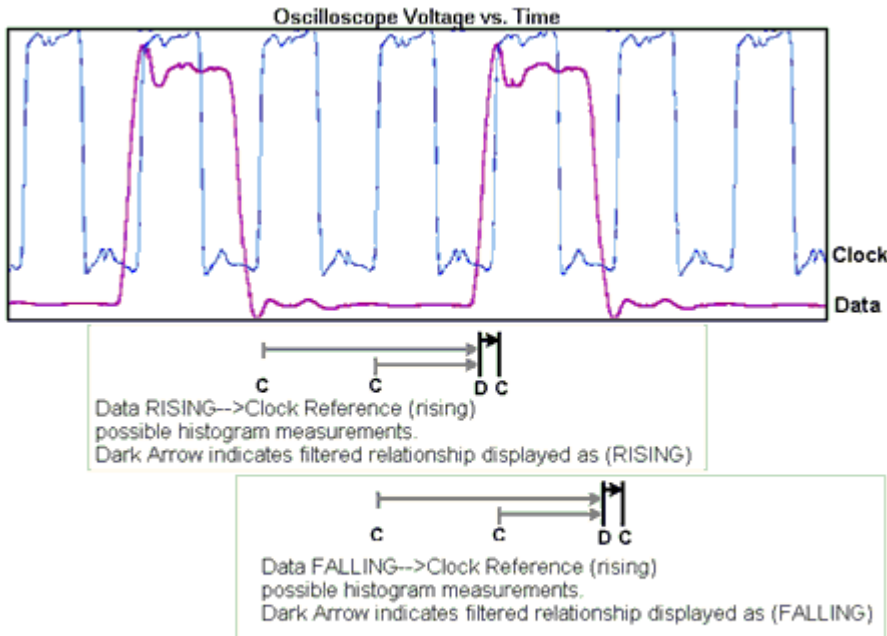 Oscilloscope Voltage vs. Time
Clock
Data
C C D C
Data RISING-->Clock Reference (rising)
possible histogram measurements.
Dark Arrow indicates filtered relationship displayed as (RISING)
C C D C
Data FALLING-->Clock Reference (rising)
possible histogram measurements.
Dark Arrow indicates filtered relationship displayed as (FALLING)